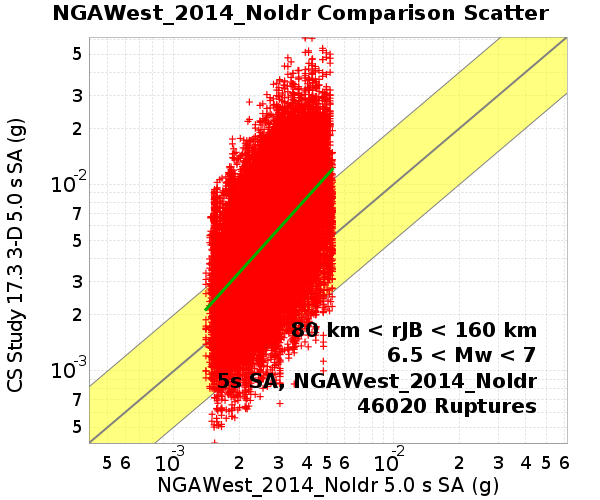 NGAWest_2014_NoIdr Comparison Scatter
CS Study 17.3 3-D 5.0 s SA (g)
5
3
2
10-2
7
5
3
2
10-3
7
5
80 km < rJB < 160 km
6.5 < Mw < 7
5s SA, NGAWest_2014_NoIdr
46020 Ruptures
5 6 10-3 2 3 4 5 6 10-2 2 3 4 5 6
NGAWest_2014_NoIdr 5.0 s SA (g)